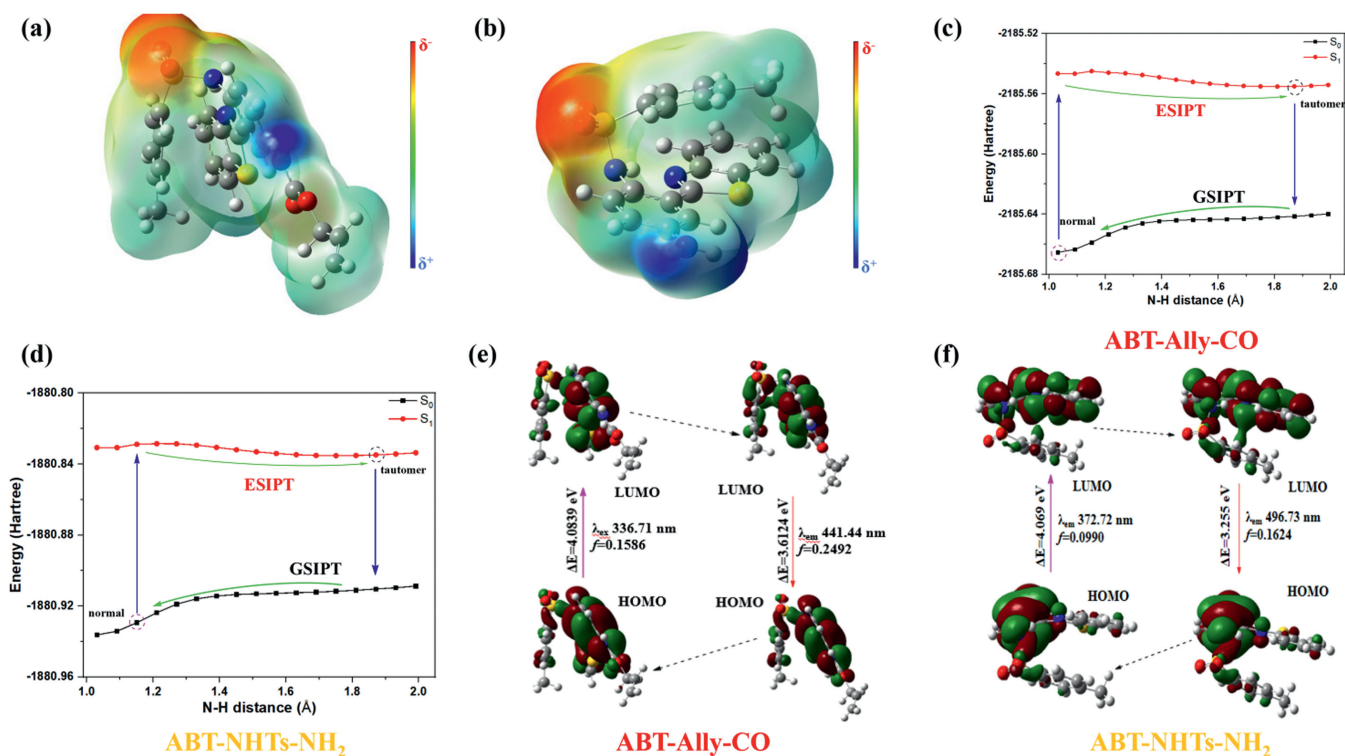 (a)
δ⁻
δ⁺
(b)
δ⁻
δ⁺
(c)
Energy (Hartree)
-2185.52
-2185.56
-2185.60
-2185.64
-2185.68
S₀
S₁
tautomer
ESIPT
GSIPT
normal
1.0 1.2 1.4 1.6 1.8 2.0
N-H distance (Å)
ABT-Ally-CO
(d)
Energy (Hartree)
-1880.80
-1880.84
-1880.88
-1880.92
-1880.96
S₀
S₁
tautomer
ESIPT
GSIPT
normal
1.0 1.2 1.4 1.6 1.8 2.0
N-H distance (Å)
ABT-NHTs-NH₂
(e)
LUMO
LUMO
ΔE=4.0839 eV
λex 336.71 nm
f=0.1586
ΔE=3.6124 eV
λem 441.44 nm
f=0.2492
HOMO
HOMO
ABT-Ally-CO
(f)
LUMO
LUMO
ΔE=4.069 eV
λem 372.72 nm
f=0.0990
ΔE=3.255 eV
λem 496.73 nm
f=0.1624
HOMO
HOMO
ABT-NHTs-NH₂